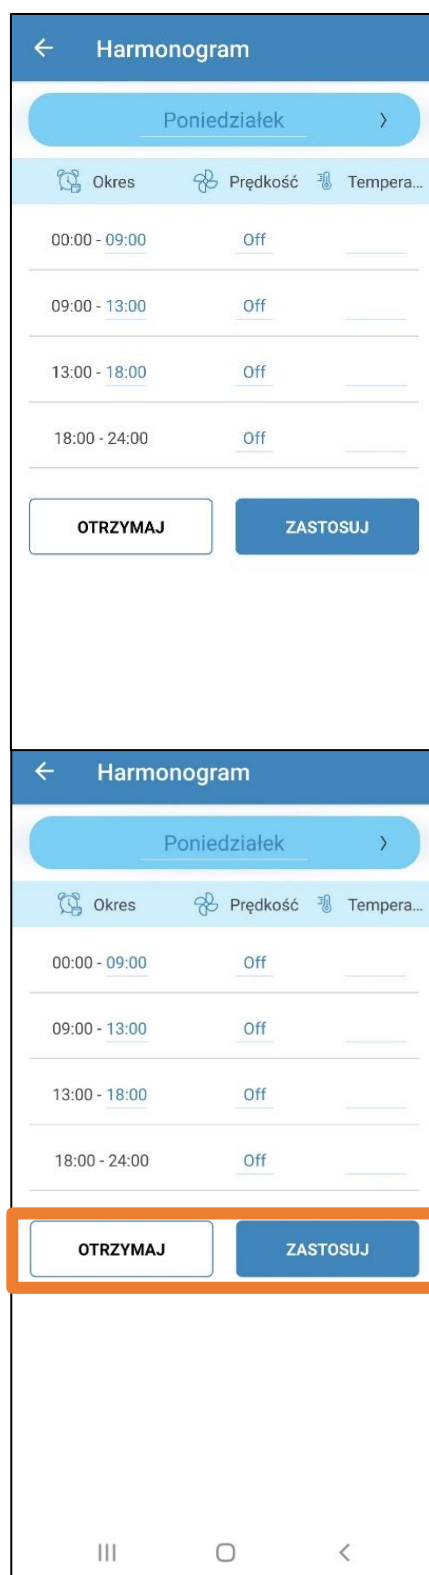 Harmonogram
Poniedziałek
Okres Prędkość Tempera...
00:00 - 09:00 Off
09:00 - 13:00 Off
13:00 - 18:00 Off
18:00 - 24:00 Off
OTRZYMAJ ZASTOSUJ
Harmonogram
Poniedziałek
Okres Prędkość Tempera...
00:00 - 09:00 Off
09:00 - 13:00 Off
13:00 - 18:00 Off
18:00 - 24:00 Off
OTRZYMAJ ZASTOSUJ